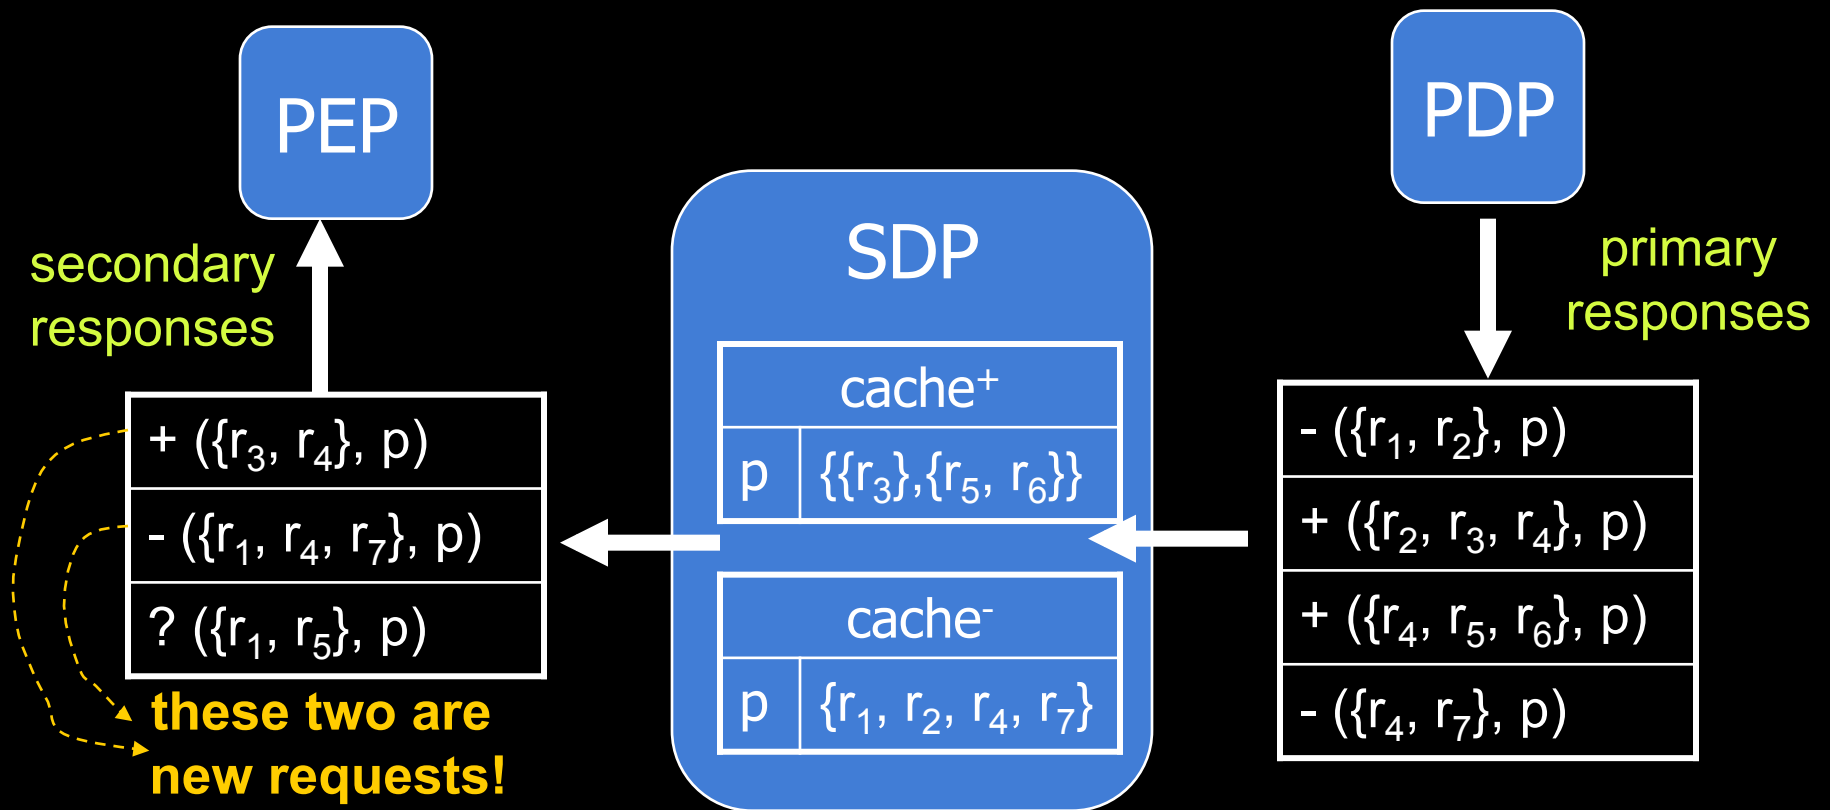 PEP
PDP
secondary
responses
SDP
primary
responses
cache⁺
p {{r₃},{r₅, r₆}}
cache⁻
p {r₁, r₂, r₄, r₇}
+ ({r₃, r₄}, p)
- ({r₁, r₄, r₇}, p)
? ({r₁, r₅}, p)
- ({r₁, r₂}, p)
+ ({r₂, r₃, r₄}, p)
+ ({r₄, r₅, r₆}, p)
- ({r₄, r₇}, p)
these two are
new requests!